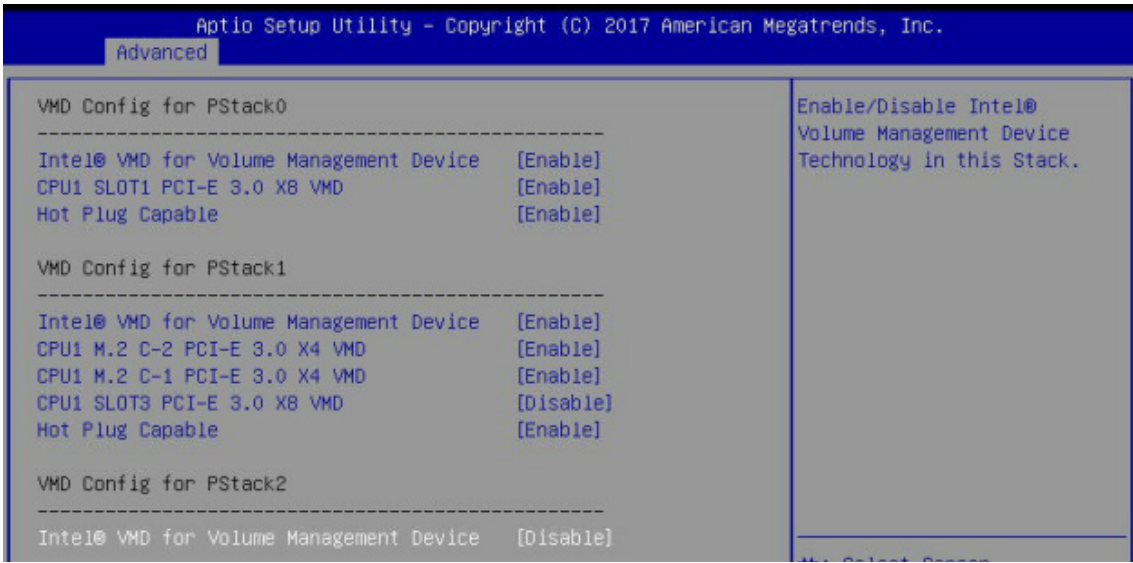 Aptio Setup Utility – Copyright (C) 2017 American Megatrends, Inc.
Advanced
VMD Config for PStack0
------------------------------------------------------
Intel® VMD for Volume Management Device [Enable]
CPU1 SLOT1 PCI-E 3.0 X8 VMD [Enable]
Hot Plug Capable [Enable]
VMD Config for PStack1
------------------------------------------------------
Intel® VMD for Volume Management Device [Enable]
CPU1 M.2 C-2 PCI-E 3.0 X4 VMD [Enable]
CPU1 M.2 C-1 PCI-E 3.0 X4 VMD [Enable]
CPU1 SLOT3 PCI-E 3.0 X8 VMD [Disable]
Hot Plug Capable [Enable]
VMD Config for PStack2
------------------------------------------------------
Intel® VMD for Volume Management Device [Disable]
Enable/Disable Intel®
Volume Management Device
Technology in this Stack.
Select Screen